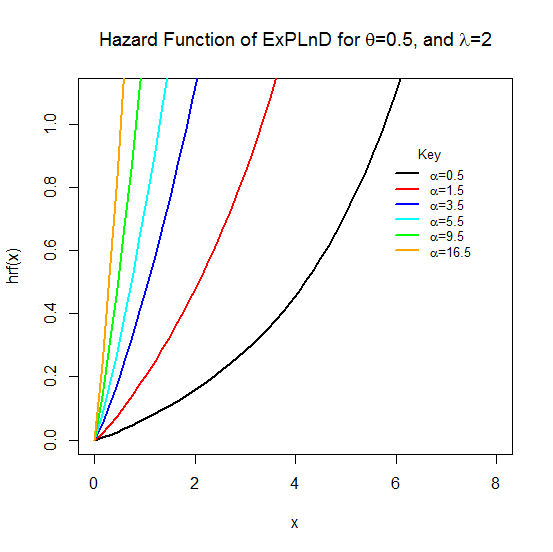 Hazard Function of ExPLnD for θ=0.5, and λ=2
hrf(x)
1.0
0.8
0.6
0.4
0.2
0.0
Key
α=0.5
α=1.5
α=3.5
α=5.5
α=9.5
α=16.5
0 2 4 6 8
x